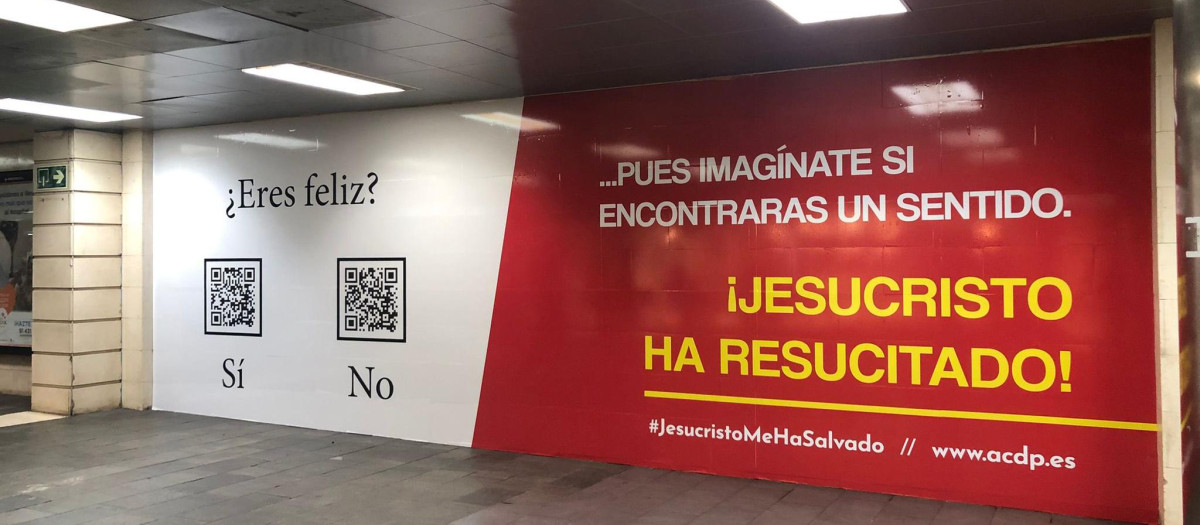 ¿Eres feliz?
Sí
No
...PUES IMAGÍNATE SI
ENCONTRARAS UN SENTIDO.
¡JESUCRISTO
HA RESUCITADO!
#JesucristoMeHaSalvado // www.acdp.es